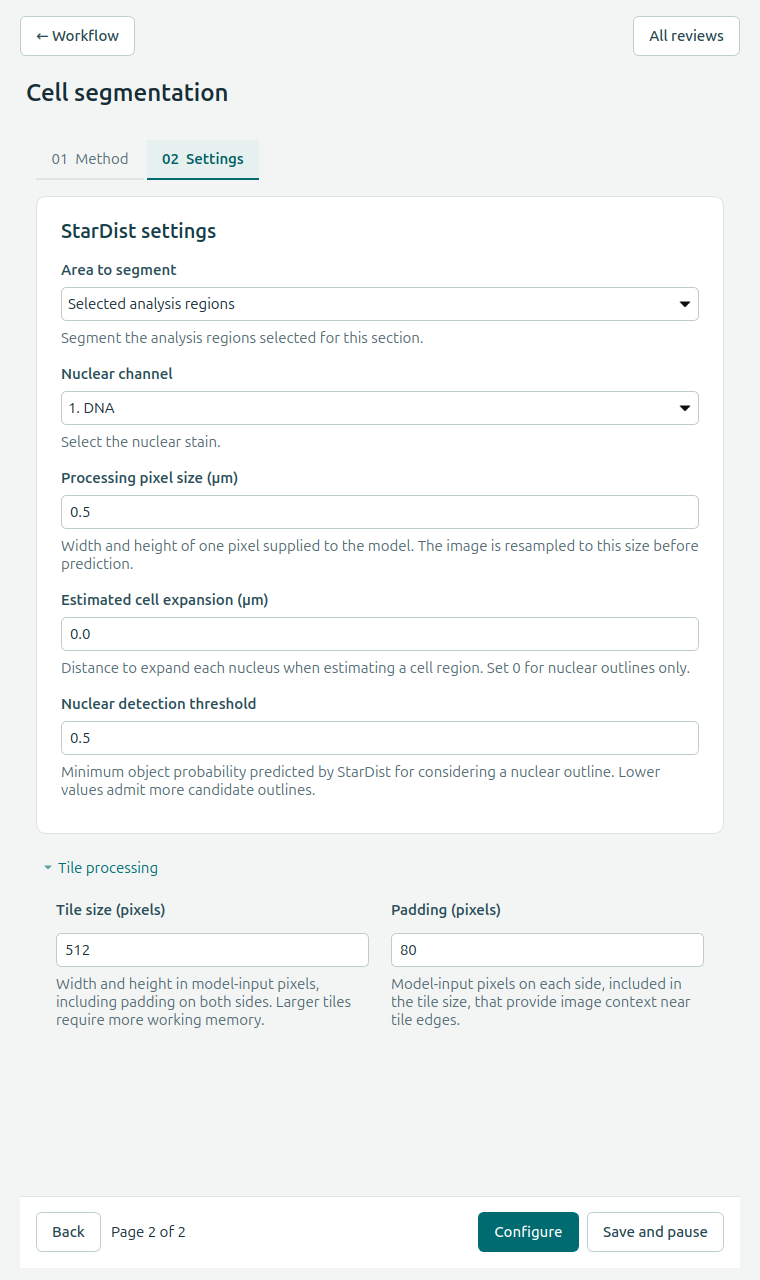 ← Workflow
All reviews
Cell segmentation
01 Method
02 Settings
StarDist settings
Area to segment
Selected analysis regions
Segment the analysis regions selected for this section.
Nuclear channel
1. DNA
Select the nuclear stain.
Processing pixel size (µm)
0.5
Width and height of one pixel supplied to the model. The image is resampled to this size before
prediction.
Estimated cell expansion (µm)
0.0
Distance to expand each nucleus when estimating a cell region. Set 0 for nuclear outlines only.
Nuclear detection threshold
0.5
Minimum object probability predicted by StarDist for considering a nuclear outline. Lower
values admit more candidate outlines.
Tile processing
Tile size (pixels)
512
Width and height in model-input pixels,
including padding on both sides. Larger tiles
require more working memory.
Padding (pixels)
80
Model-input pixels on each side, included in
the tile size, that provide image context near
tile edges.
Back
Page 2 of 2
Configure
Save and pause